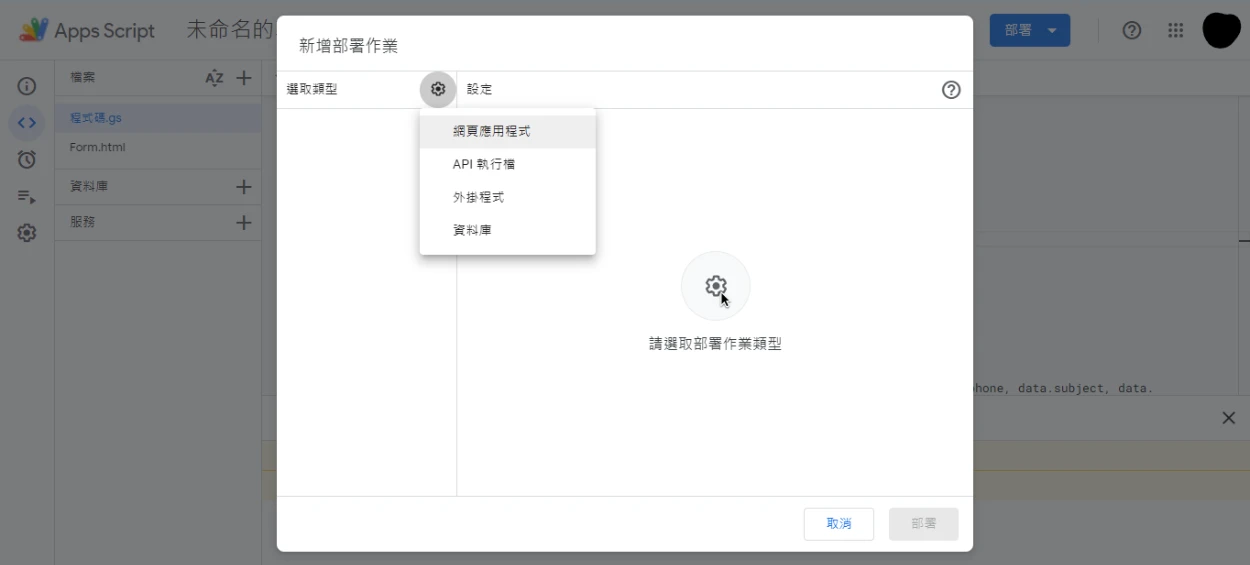 Apps Script
未命名的
部署
新增部署作業
檔案
AZ
選取類型
設定
程式碼.gs
Form.html
資料庫
服務
網頁應用程式
API 執行檔
外掛程式
資料庫
請選取部署作業類型
hone, data.subject, data.
取消
部署